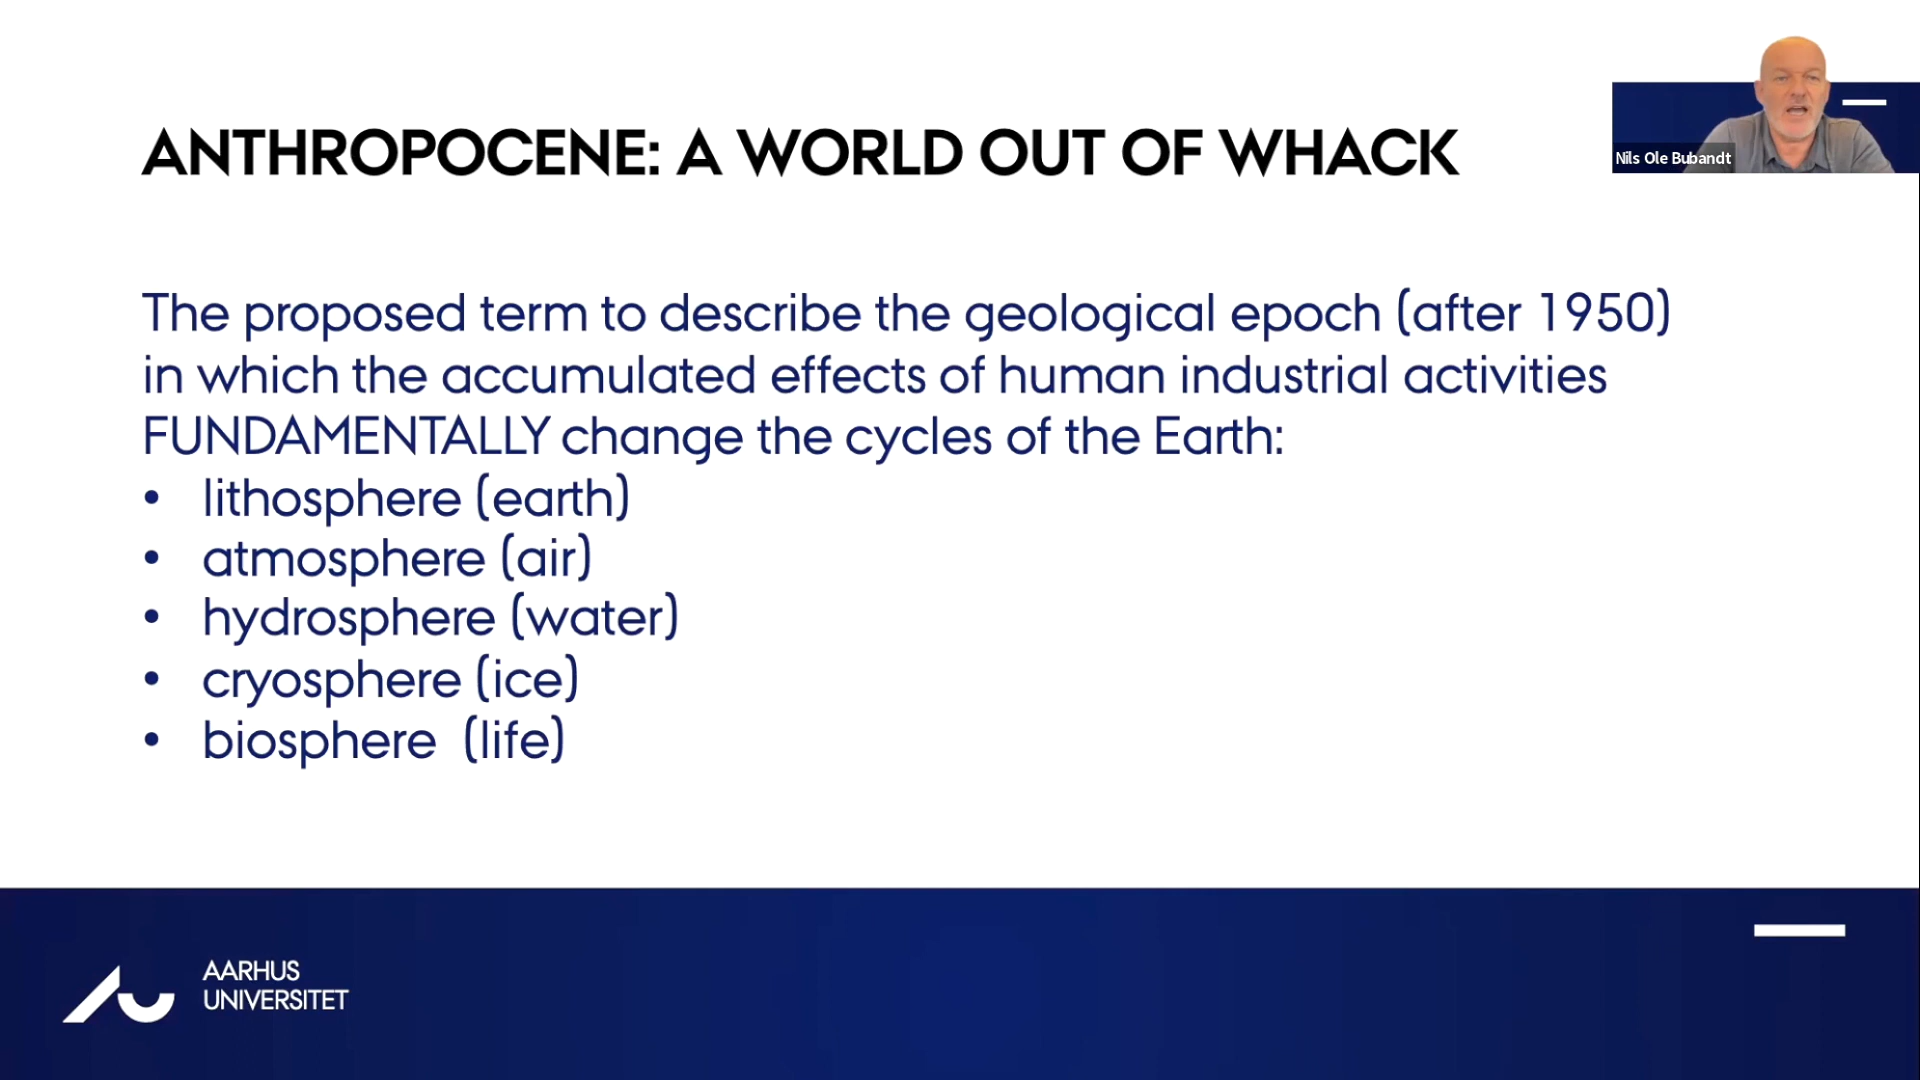 ANTHROPOCENE: A WORLD OUT OF WHACK
Nils Ole Bubandt
The proposed term to describe the geological epoch (after 1950)
in which the accumulated effects of human industrial activities
FUNDAMENTALLY change the cycles of the Earth:
• lithosphere (earth)
• atmosphere (air)
• hydrosphere (water)
• cryosphere (ice)
• biosphere (life)
AARHUS
UNIVERSITET